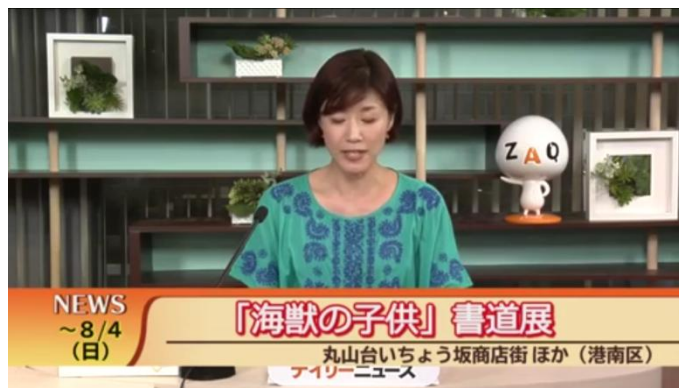 ZAQ
NEWS
～8/4
（日）
「海獣の子供」書道展
丸山台いちょう坂商店街 ほか（港南区）
デイリーニュース